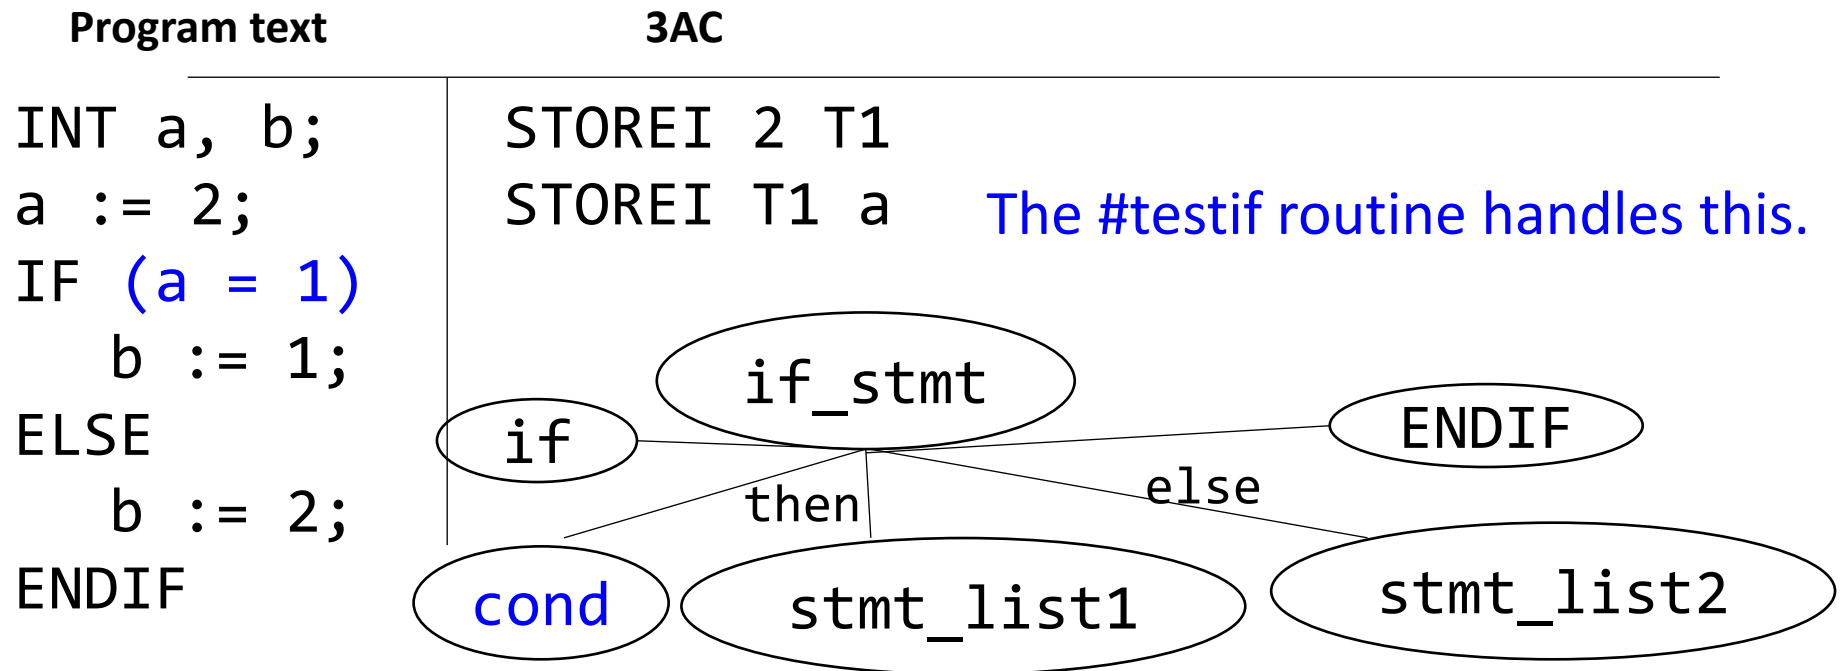 Program text 3AC
INT a, b; STOREI 2 T1
a := 2; STOREI T1 a The #testif routine handles this.
IF (a = 1)
b := 1;
if_stmt
ELSE
if
ENDIF
then
else
b := 2;
ENDIF
cond
stmt_list1
stmt_list2